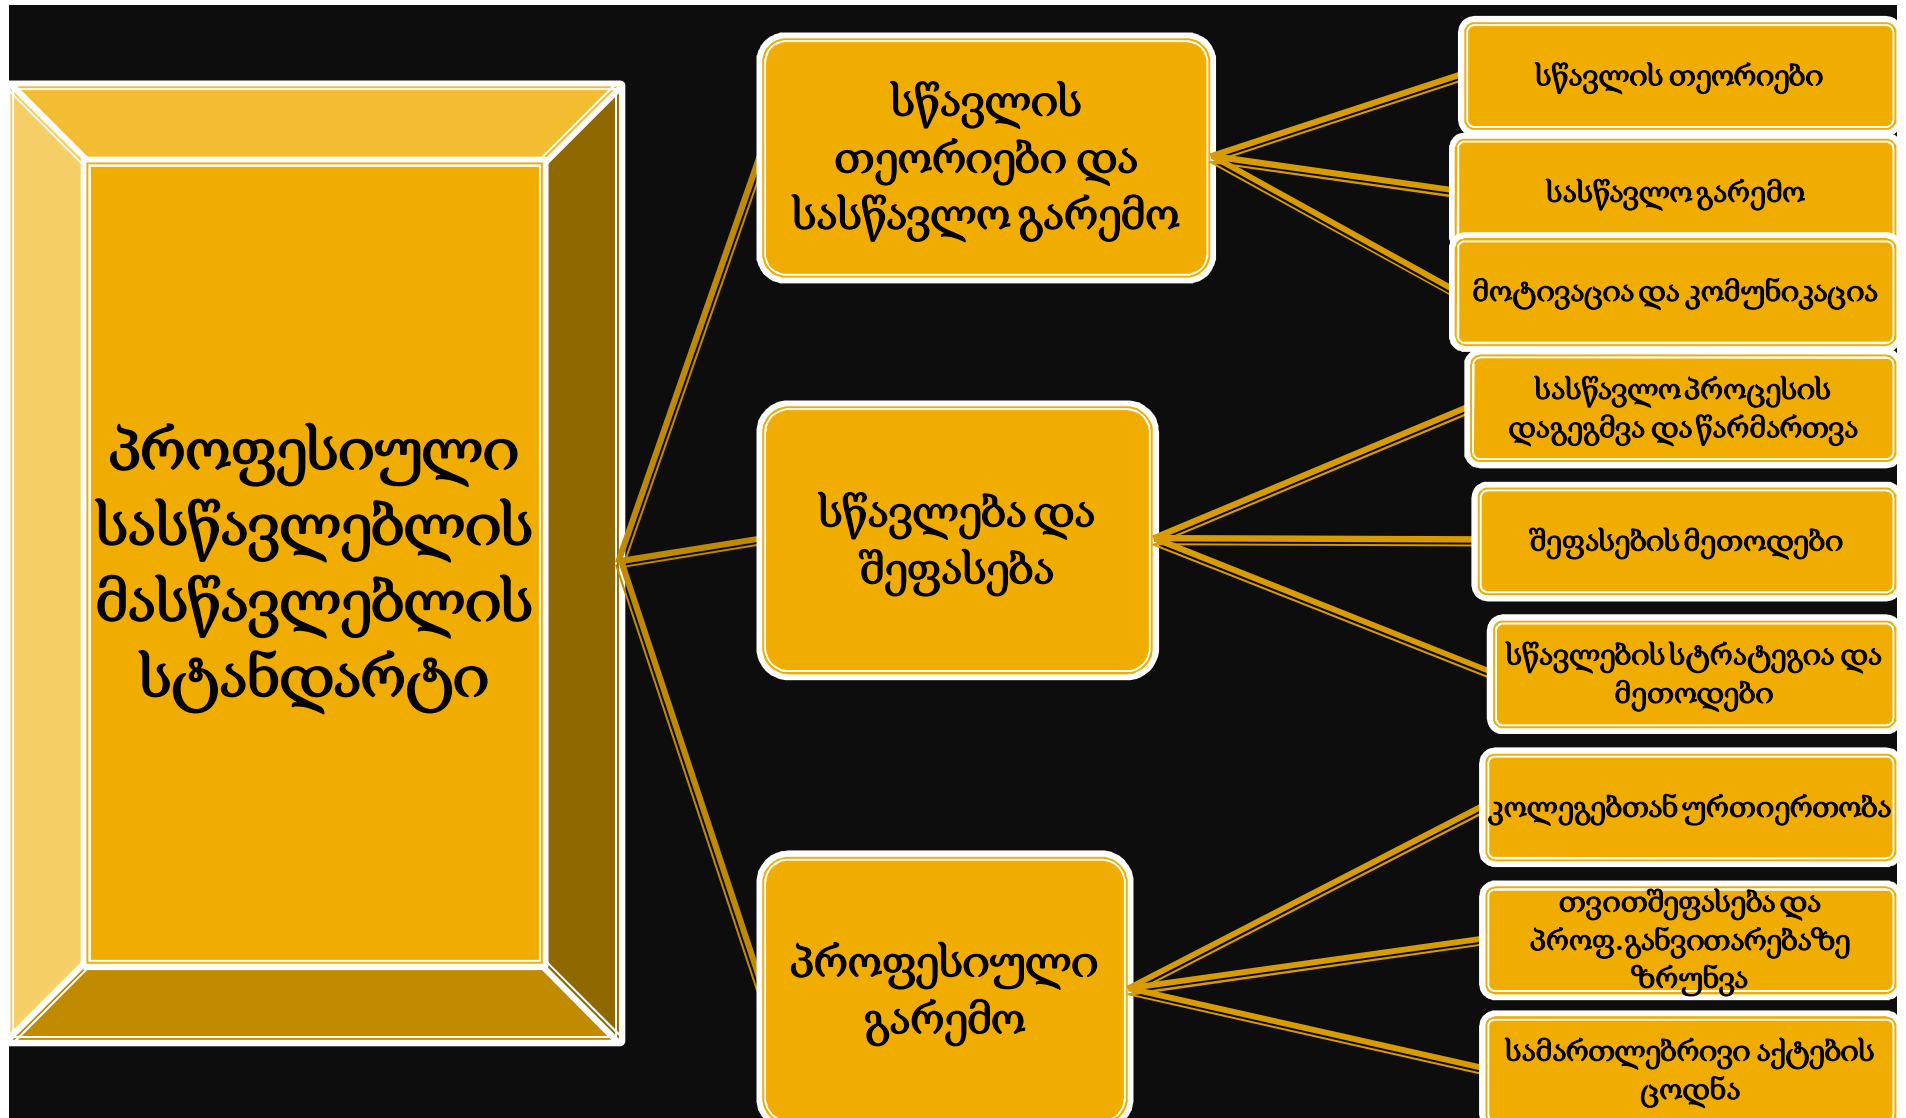 პროფესიული
სასწავლებლის
მასწავლებლის
სტანდარტი
სწავლის
თეორიები და
სასწავლო გარემო
სწავლის თეორიები
სასწავლო გარემო
მოტივაცია და კომუნიკაცია
სწავლება და
შეფასება
სასწავლო პროცესის
დაგეგმვა და წარმართვა
შეფასების მეთოდები
სწავლების სტრატეგია და
მეთოდები
პროფესიული
გარემო
კოლეგებთან ურთიერთობა
თვითშეფასება და
პროფ.განვითარებაზე
ზრუნვა
სამართლებრივი აქტების
ცოდნა